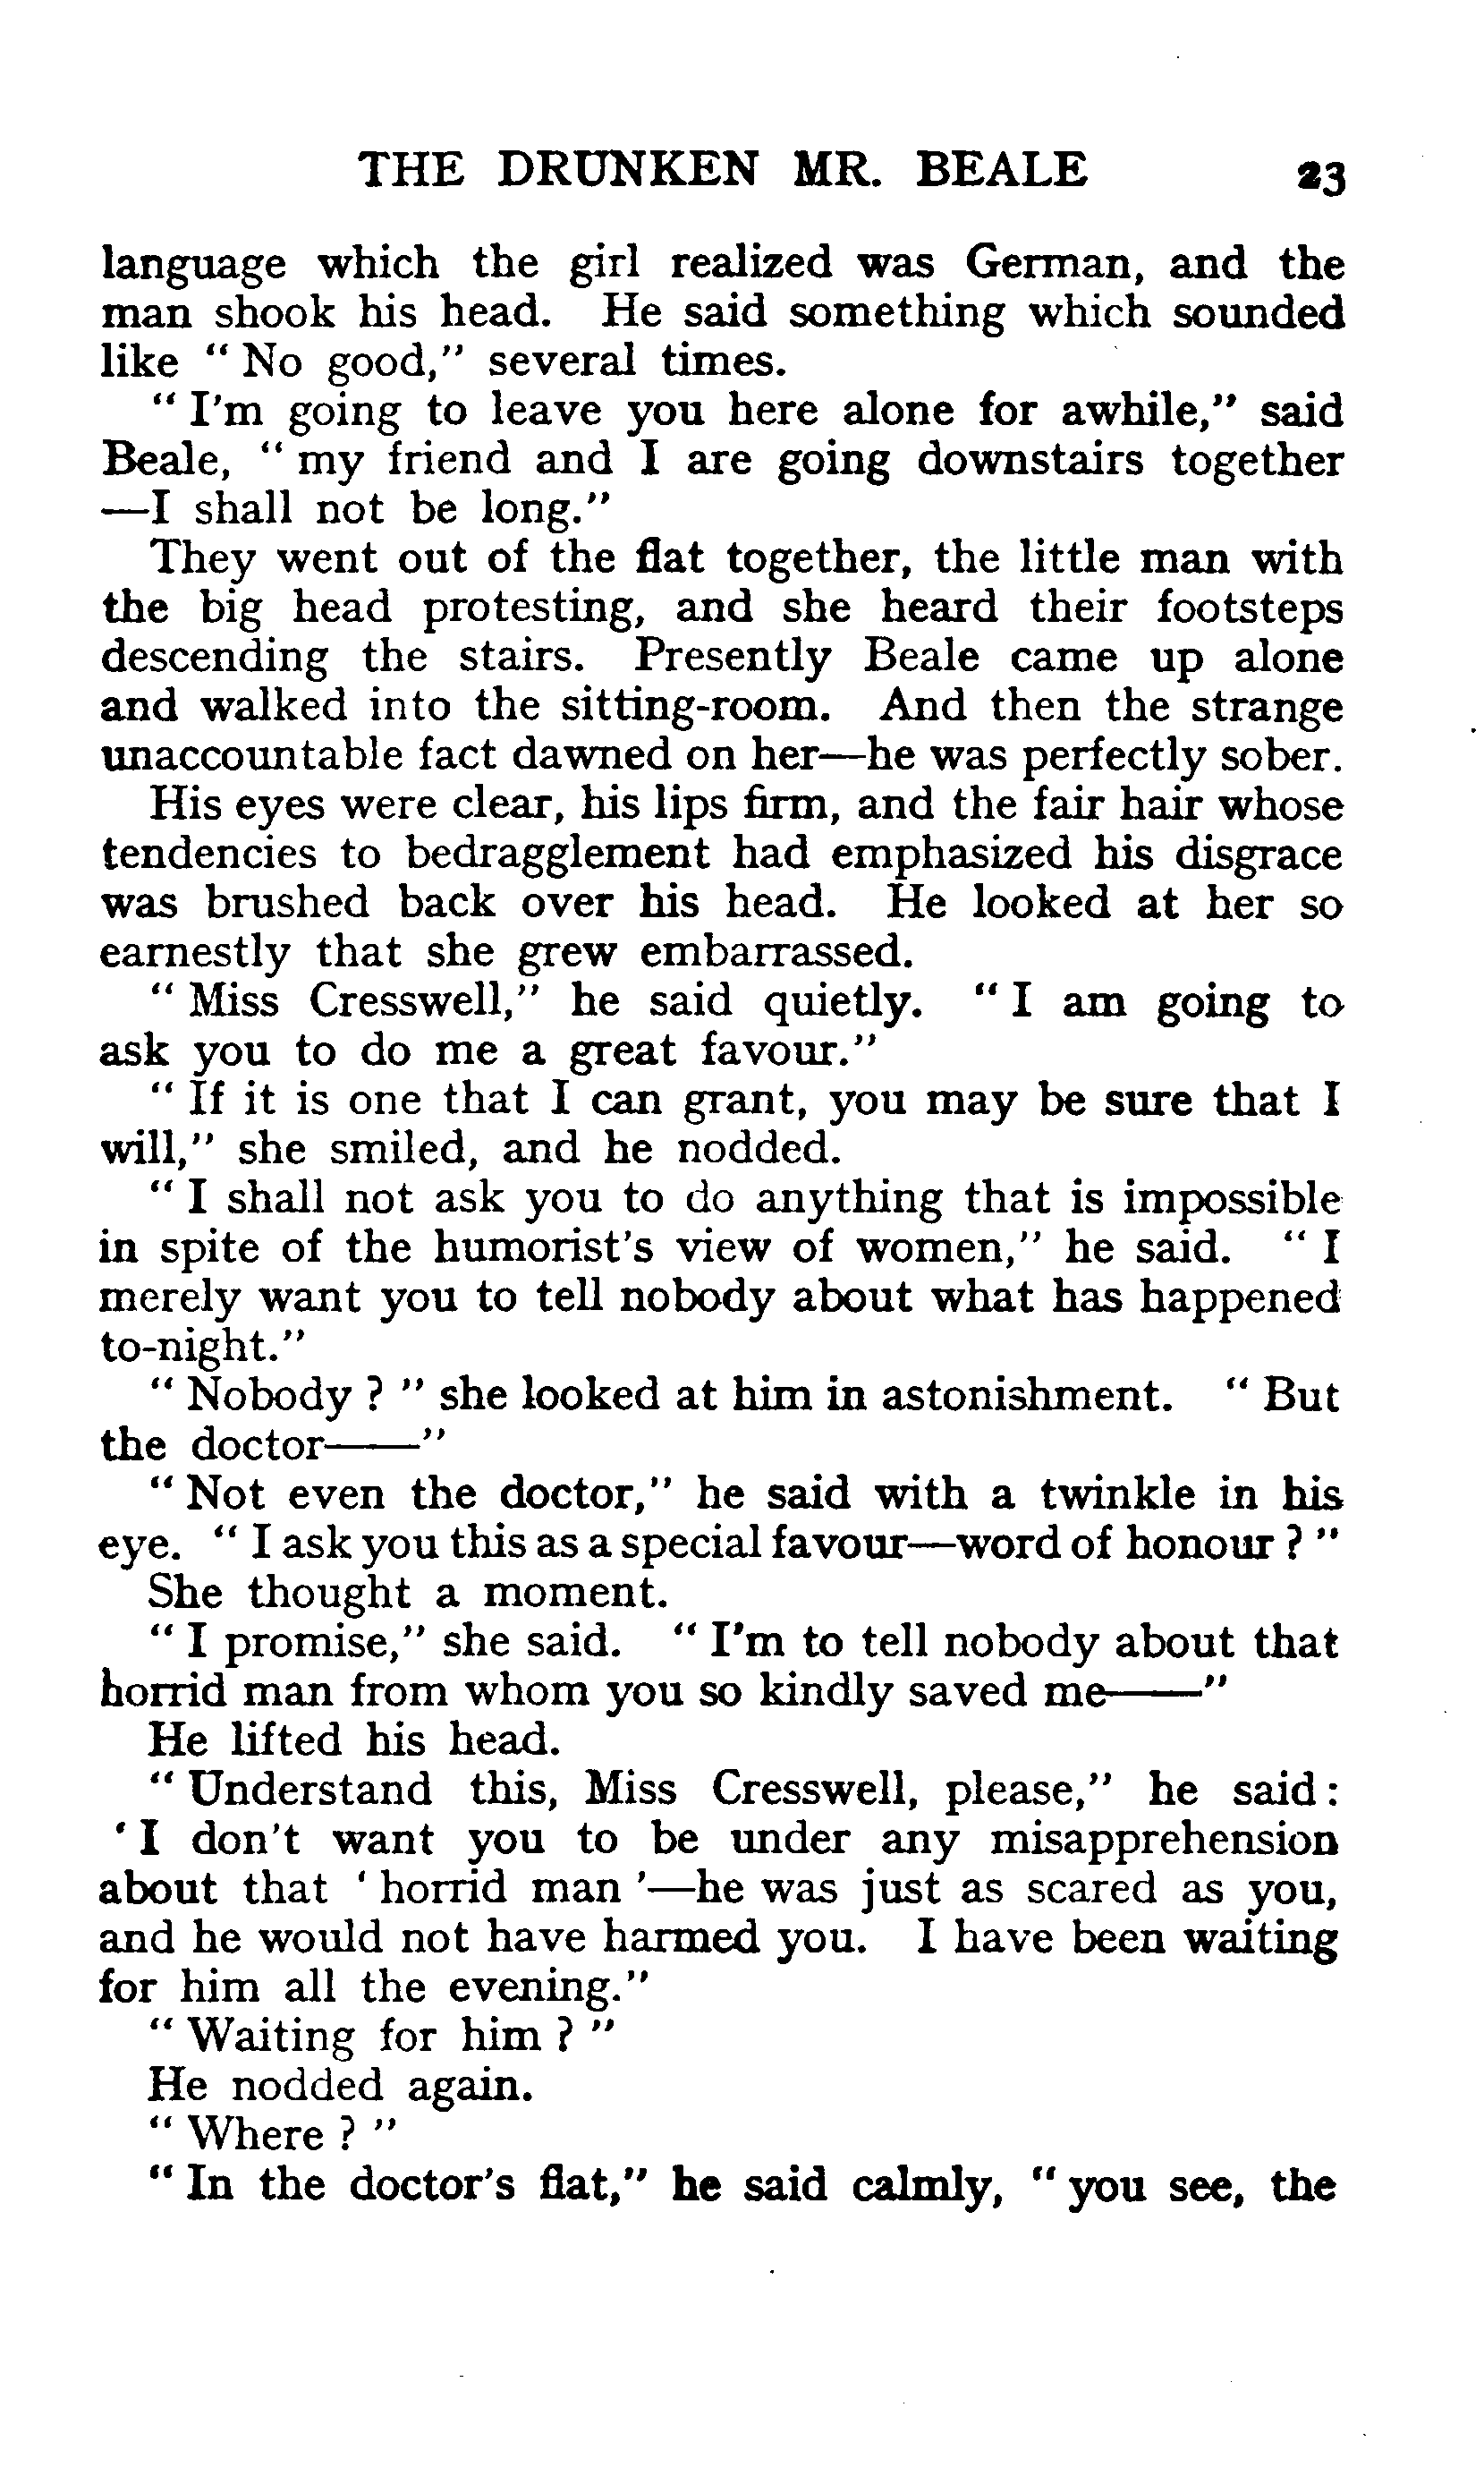 THE DRUNKEN MR. BEALE 23
language which the girl realized was German, and the
man shook his head. He said something which sounded
like " No good," several times.
" I'm going to leave you here alone for awhile," said
Beale, " my friend and I are going downstairs together
—I shall not be long."
They went out of the flat together, the little man with
the big head protesting, and she heard their footsteps
descending the stairs. Presently Beale came up alone
and walked into the sitting-room. And then the strange
unaccountable fact dawned on her—he was perfectly sober.
His eyes were clear, his lips firm, and the fair hair whose
tendencies to bedragglement had emphasized his disgrace
was brushed back over his head. He looked at her so
earnestly that she grew embarrassed.
" Miss Cresswell," he said quietly. " I am going to
ask you to do me a great favour."
" If it is one that I can grant, you may be sure that I
will," she smiled, and he nodded.
" I shall not ask you to do anything that is impossible
in spite of the humorist's view of women," he said. " I
merely want you to tell nobody about what has happened
to-night."
" Nobody ? " she looked at him in astonishment. " But
the doctor——"
" Not even the doctor," he said with a twinkle in his
eye. " I ask you this as a special favour—word of honour ? "
She thought a moment.
" I promise," she said. " I'm to tell nobody about that
horrid man from whom you so kindly saved me——"
He lifted his head.
" Understand this, Miss Cresswell, please," he said :
' I don't want you to be under any misapprehension
about that ' horrid man '—he was just as scared as you,
and he would not have harmed you. I have been waiting
for him all the evening."
" Waiting for him ? "
He nodded again.
" Where ? "
" In the doctor's flat," he said calmly, " you see, the